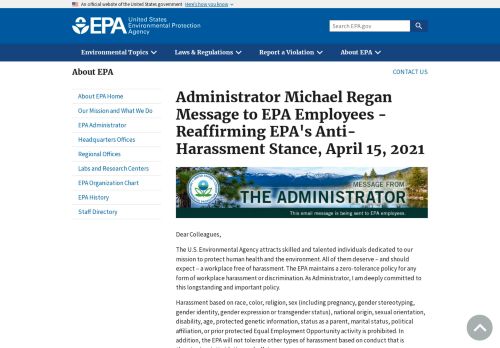 An official website of the United States government Here's how you know
EPA United States
Environmental Protection
Agency
Search EPA.gov
Environmental Topics Laws & Regulations Report a Violation About EPA
About EPA
CONTACT US
About EPA Home
Our Mission and What We Do
EPA Administrator
Headquarters Offices
Regional Offices
Labs and Research Centers
EPA Organization Chart
EPA History
Staff Directory
Administrator Michael Regan
Message to EPA Employees -
Reaffirming EPA's Anti-
Harassment Stance, April 15, 2021
MESSAGE FROM
THE ADMINISTRATOR
This email message is being sent to EPA employees.
Dear Colleagues,
The U.S. Environmental Agency attracts skilled and talented individuals dedicated to our
mission to protect human health and the environment. All of them deserve – and should
expect – a workplace free of harassment. The EPA maintains a zero-tolerance policy for any
form of workplace harassment or discrimination. As Administrator, I am deeply committed to
this longstanding and important policy.
Harassment based on race, color, religion, sex (including pregnancy, gender stereotyping,
gender identity, gender expression or transgender status), national origin, sexual orientation,
disability, age, protected genetic information, status as a parent, marital status, political
affiliation, or prior protected Equal Employment Opportunity activity is prohibited. In
addition, the EPA will not tolerate other types of harassment based on conduct that is